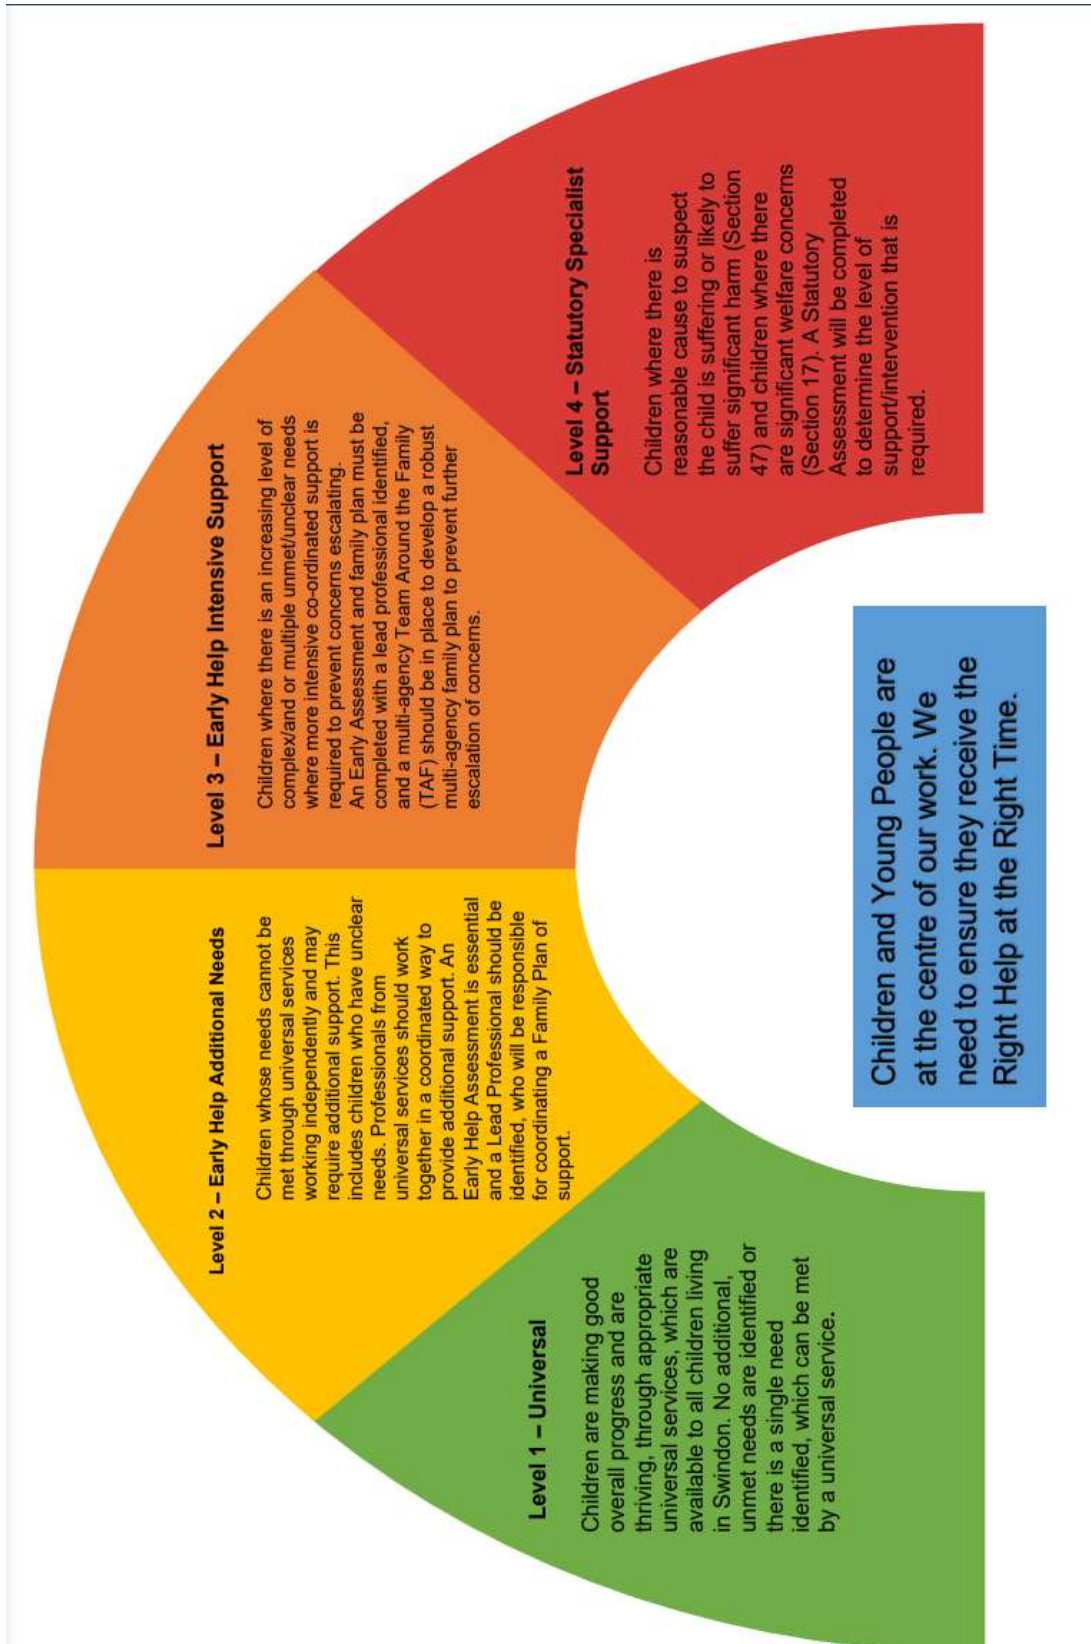 Level 1 – Universal
Children are making good
overall progress and are
thriving, through appropriate
universal services, which are
available to all children living
in Swindon. No additional,
unmet needs are identified or
there is a single need
identified, which can be met
by a universal service.
Level 2 – Early Help Additional Needs
Children whose needs cannot be
met through universal services
working independently and may
require additional support. This
includes children who have unclear
needs. Professionals from
universal services should work
together in a coordinated way to
provide additional support. An
Early Help Assessment is essential
and a Lead Professional should be
identified, who will be responsible
for coordinating a Family Plan of
support.
Level 3 – Early Help Intensive Support
Children where there is an increasing level of
complex/and or multiple unmet/unclear needs
where more intensive co-ordinated support is
required to prevent concerns escalating.
An Early Assessment and family plan must be
completed with a lead professional identified,
and a multi-agency Team Around the Family
(TAF) should be in place to develop a robust
multi-agency family plan to prevent further
escalation of concerns.
Level 4 – Statutory Specialist
Support
Children where there is
reasonable cause to suspect
the child is suffering or likely to
suffer significant harm (Section
47) and children where there
are significant welfare concerns
(Section 17). A Statutory
Assessment will be completed
to determine the level of
support/intervention that is
required.
Children and Young People are
at the centre of our work. We
need to ensure they receive the
Right Help at the Right Time.